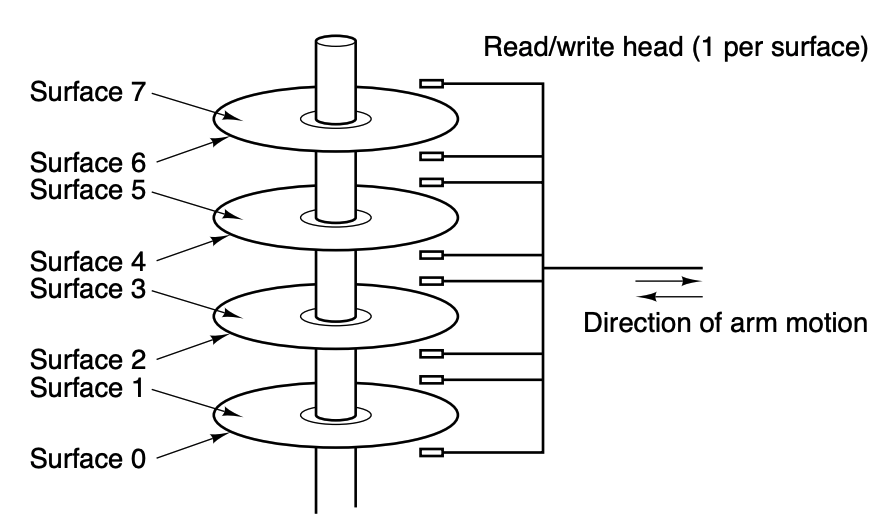 Read/write head (1 per surface)
Surface 7
Surface 6
Surface 5
Surface 4
Surface 3
Surface 2
Surface 1
Surface 0
Direction of arm motion